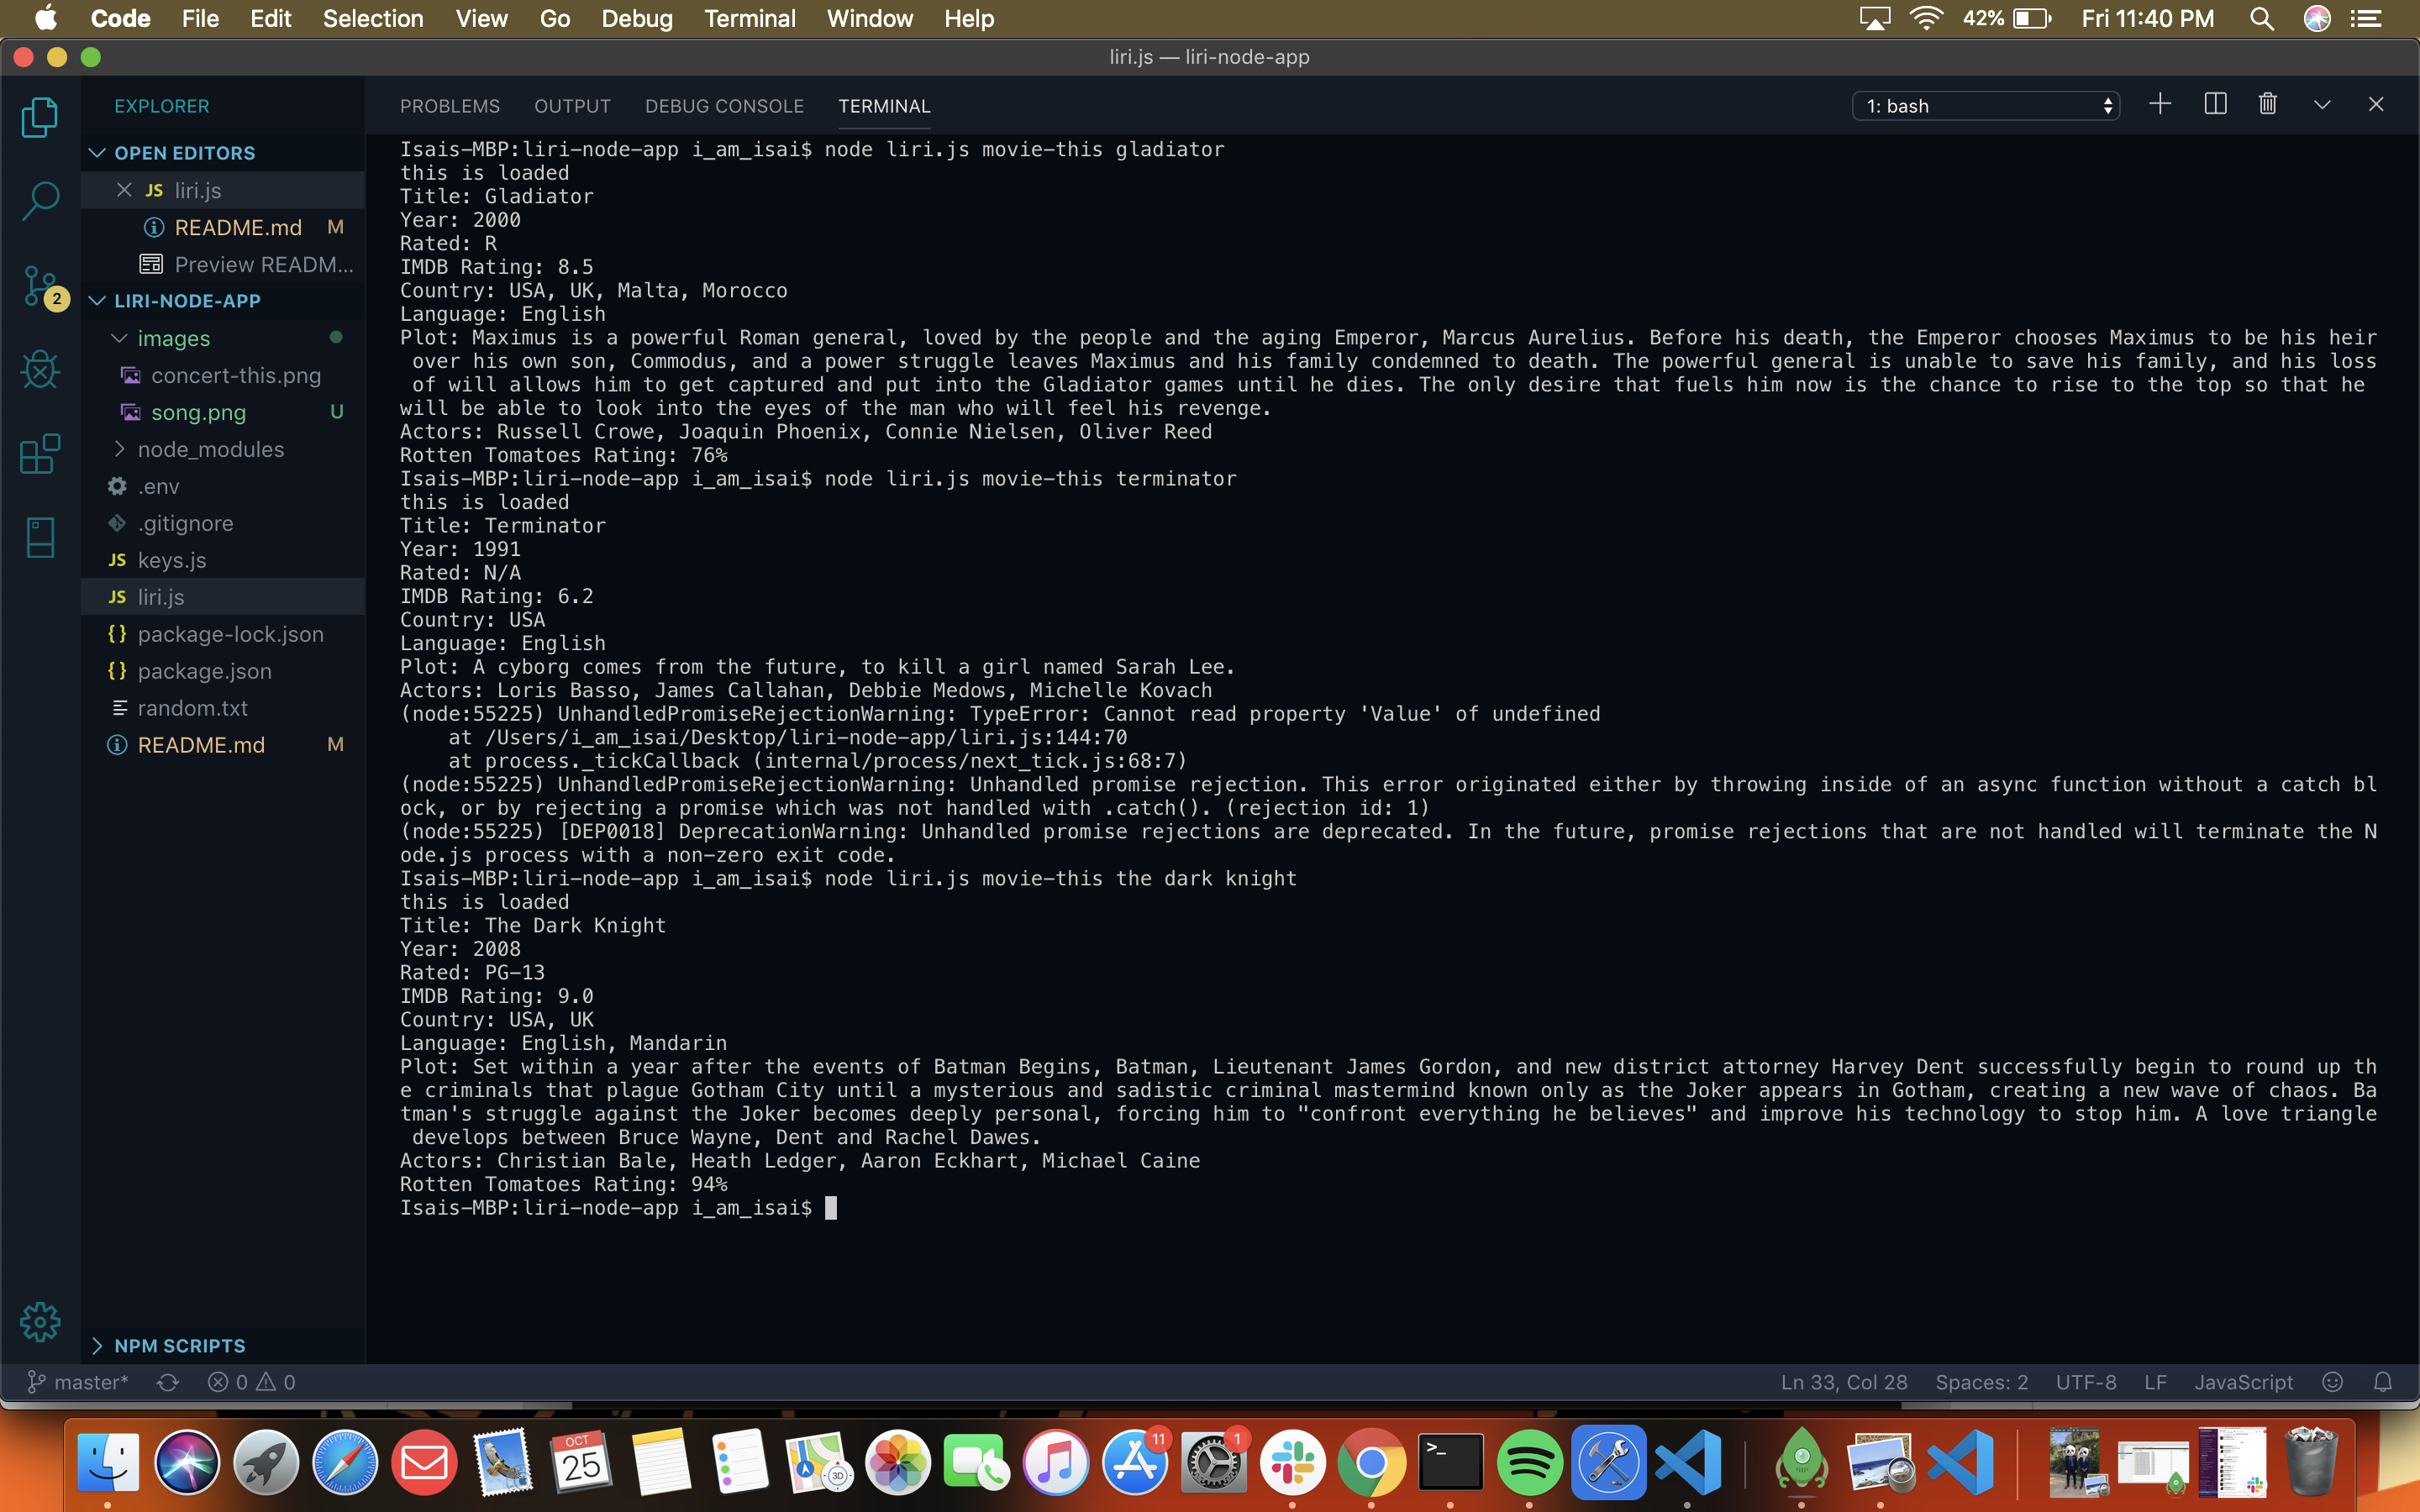 Code File Edit Selection View Go Debug Terminal Window Help 42% Fri 11:40 PM
liri.js — liri-node-app
EXPLORER
OPEN EDITORS
JS liri.js
README.md M
Preview READM...
2
LIRI-NODE-APP
images
concert-this.png
song.png U
node_modules
.env
.gitignore
JS keys.js
JS liri.js
{} package-lock.json
{} package.json
random.txt
README.md M
NPM SCRIPTS
PROBLEMS OUTPUT DEBUG CONSOLE TERMINAL 1: bash
Isais-MBP:liri-node-app i_am_isai$ node liri.js movie-this gladiator
this is loaded
Title: Gladiator
Year: 2000
Rated: R
IMDB Rating: 8.5
Country: USA, UK, Malta, Morocco
Language: English
Plot: Maximus is a powerful Roman general, loved by the people and the aging Emperor, Marcus Aurelius. Before his death, the Emperor chooses Maximus to be his heir
over his own son, Commodus, and a power struggle leaves Maximus and his family condemned to death. The powerful general is unable to save his family, and his loss
of will allows him to get captured and put into the Gladiator games until he dies. The only desire that fuels him now is the chance to rise to the top so that he
will be able to look into the eyes of the man who will feel his revenge.
Actors: Russell Crowe, Joaquin Phoenix, Connie Nielsen, Oliver Reed
Rotten Tomatoes Rating: 76%
Isais-MBP:liri-node-app i_am_isai$ node liri.js movie-this terminator
this is loaded
Title: Terminator
Year: 1991
Rated: N/A
IMDB Rating: 6.2
Country: USA
Language: English
Plot: A cyborg comes from the future, to kill a girl named Sarah Lee.
Actors: Loris Basso, James Callahan, Debbie Medows, Michelle Kovach
(node:55225) UnhandledPromiseRejectionWarning: TypeError: Cannot read property 'Value' of undefined
at /Users/i_am_isai/Desktop/liri-node-app/liri.js:144:70
at process._tickCallback (internal/process/next_tick.js:68:7)
(node:55225) UnhandledPromiseRejectionWarning: Unhandled promise rejection. This error originated either by throwing inside of an async function without a catch bl
ock, or by rejecting a promise which was not handled with .catch(). (rejection id: 1)
(node:55225) [DEP0018] DeprecationWarning: Unhandled promise rejections are deprecated. In the future, promise rejections that are not handled will terminate the N
ode.js process with a non-zero exit code.
Isais-MBP:liri-node-app i_am_isai$ node liri.js movie-this the dark knight
this is loaded
Title: The Dark Knight
Year: 2008
Rated: PG-13
IMDB Rating: 9.0
Country: USA, UK
Language: English, Mandarin
Plot: Set within a year after the events of Batman Begins, Batman, Lieutenant James Gordon, and new district attorney Harvey Dent successfully begin to round up th
e criminals that plague Gotham City until a mysterious and sadistic criminal mastermind known only as the Joker appears in Gotham, creating a new wave of chaos. Ba
tman's struggle against the Joker becomes deeply personal, forcing him to "confront everything he believes" and improve his technology to stop him. A love triangle
develops between Bruce Wayne, Dent and Rachel Dawes.
Actors: Christian Bale, Heath Ledger, Aaron Eckhart, Michael Caine
Rotten Tomatoes Rating: 94%
Isais-MBP:liri-node-app i_am_isai$
master* 0 0 Ln 33, Col 28 Spaces: 2 UTF-8 LF JavaScript
OCT
25
3D
11
1
>_